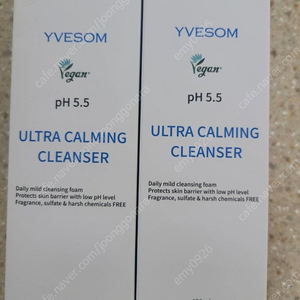 YVESOM
Vegan
pH 5.5
ULTRA CALMING
CLEANSER
Daily mild cleansing foam
Protects skin barrier with low pH level
Fragrance, sulfate & harsh chemicals FREE
YVESOM
Vegan
pH 5.5
ULTRA CALMING
CLEANSER
Daily mild cleansing foam
Protects skin barrier with low pH level
Fragrance, sulfate & harsh chemicals FREE